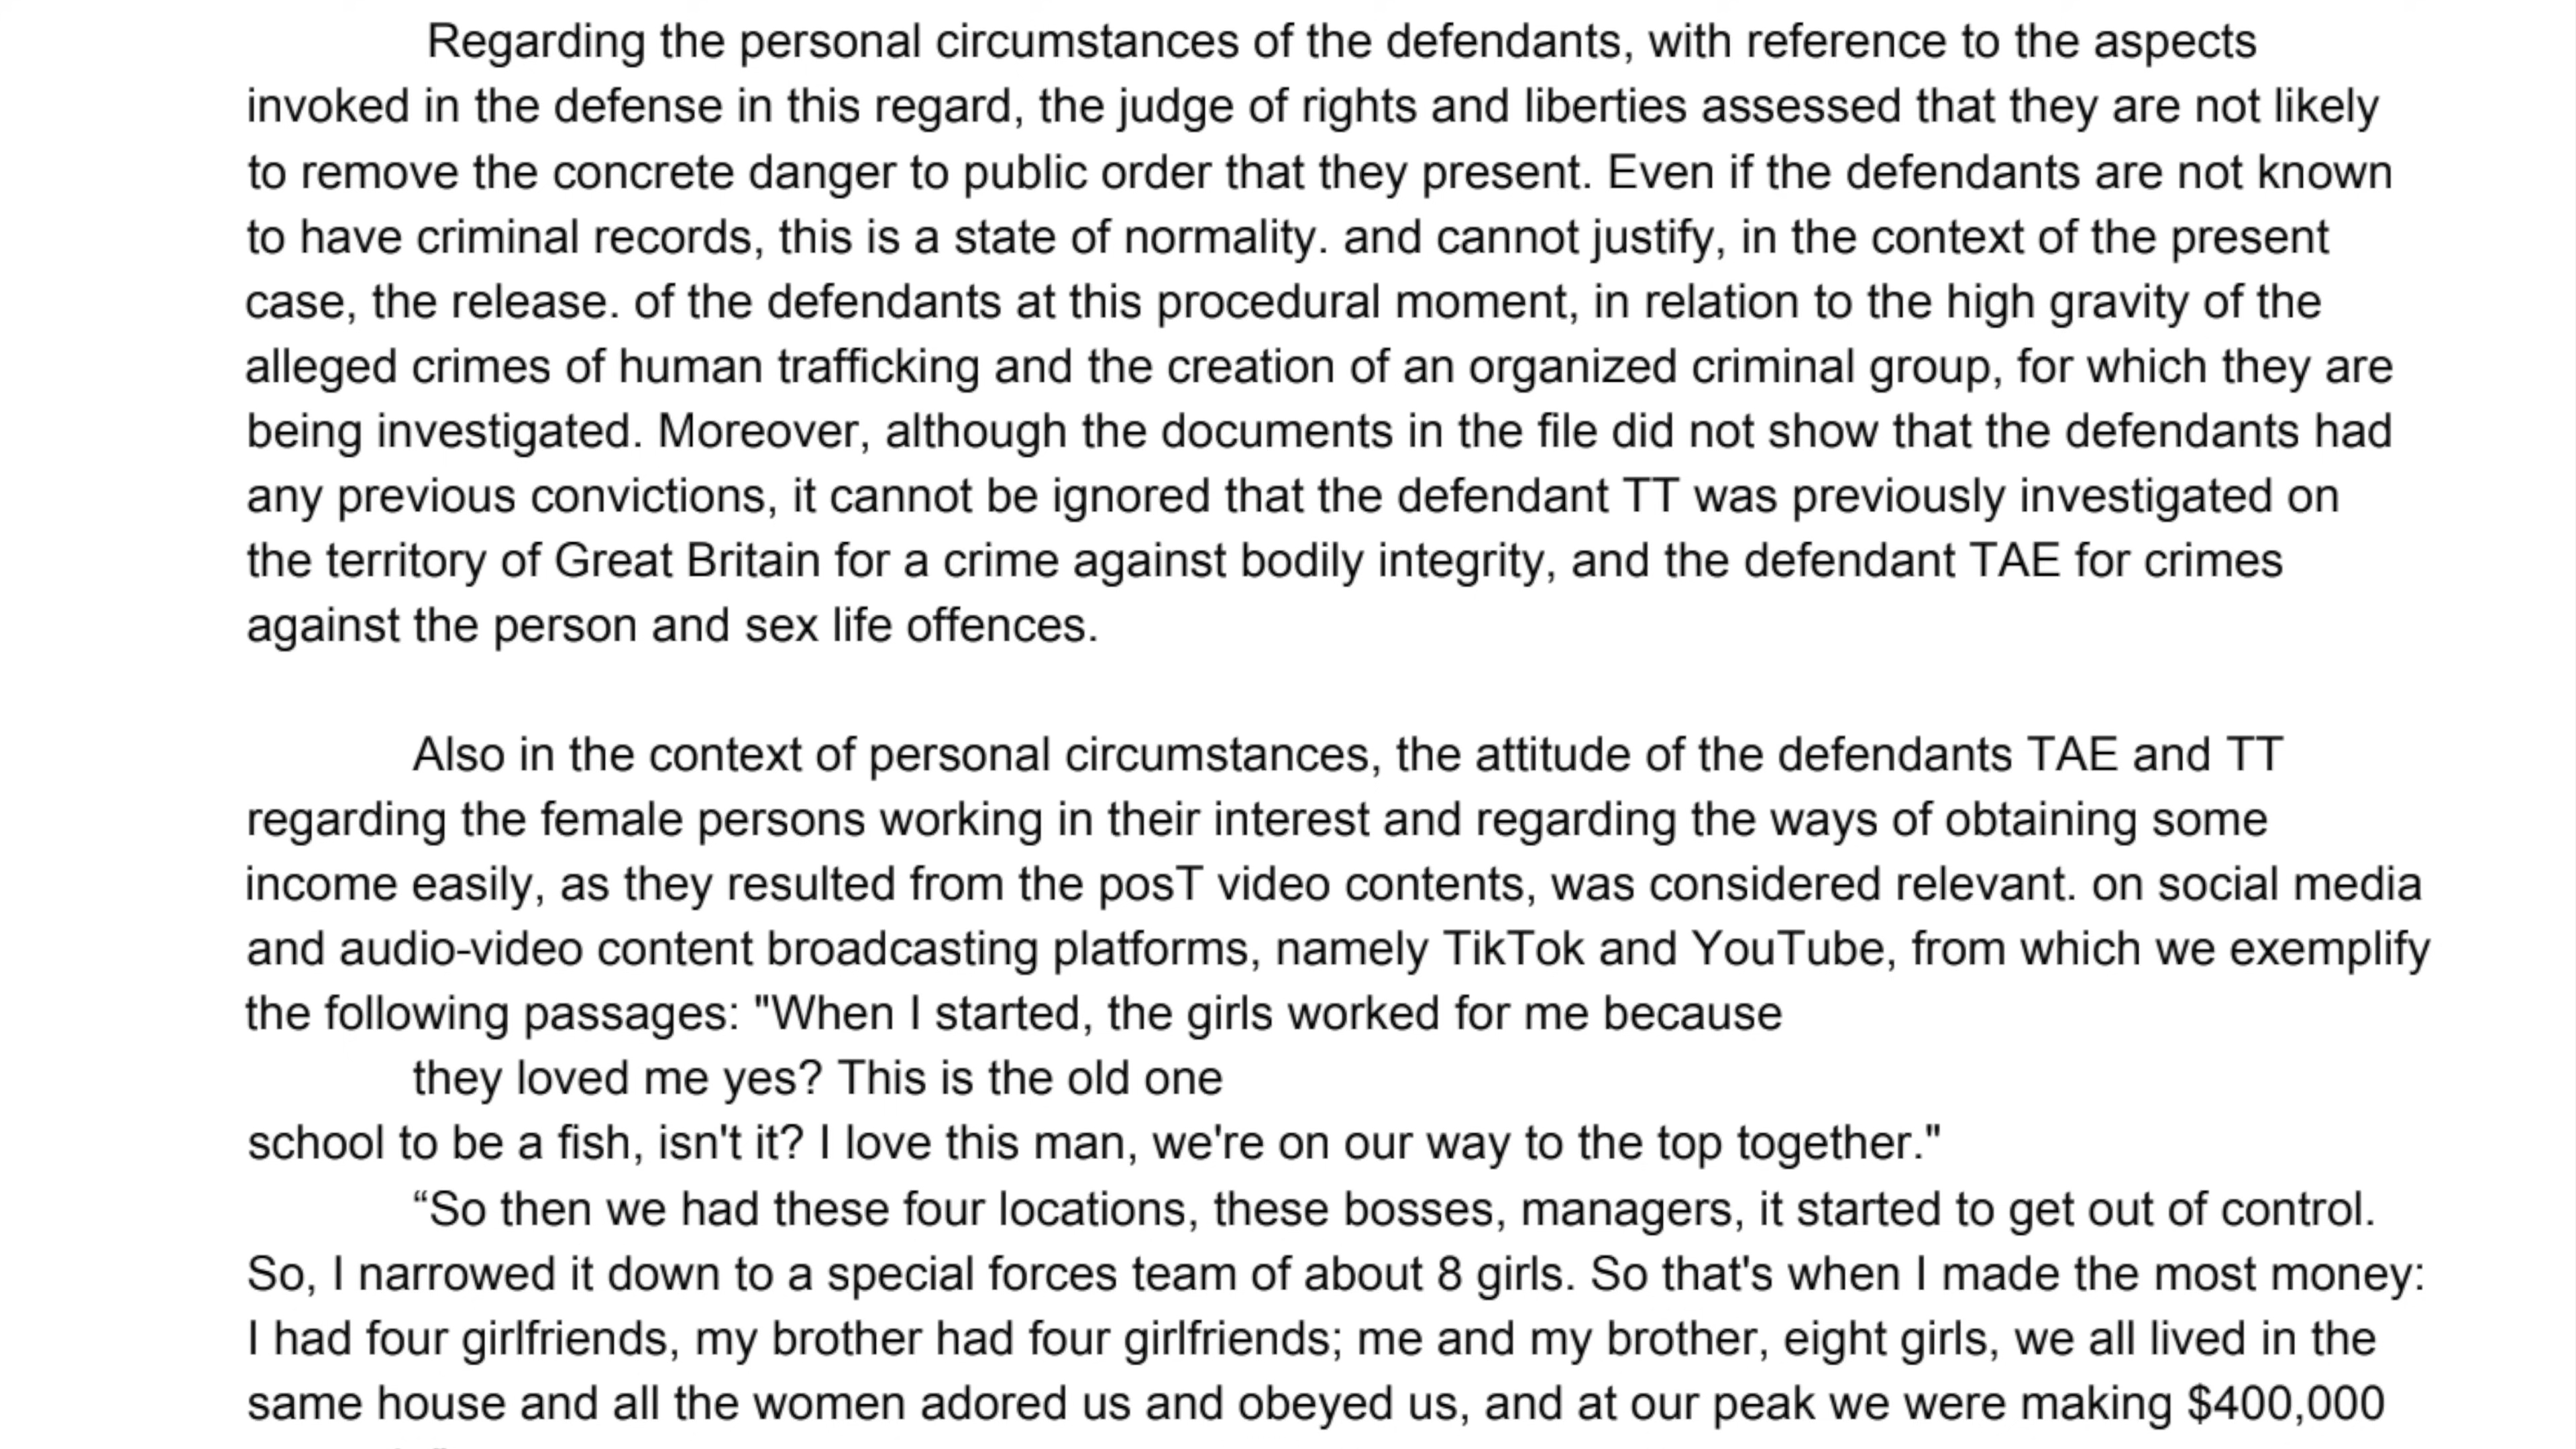 Regarding the personal circumstances of the defendants, with reference to the aspects
invoked in the defense in this regard, the judge of rights and liberties assessed that they are not likely
to remove the concrete danger to public order that they present. Even if the defendants are not known
to have criminal records, this is a state of normality. and cannot justify, in the context of the present
case, the release. of the defendants at this procedural moment, in relation to the high gravity of the
alleged crimes of human trafficking and the creation of an organized criminal group, for which they are
being investigated. Moreover, although the documents in the file did not show that the defendants had
any previous convictions, it cannot be ignored that the defendant TT was previously investigated on
the territory of Great Britain for a crime against bodily integrity, and the defendant TAE for crimes
against the person and sex life offences.
Also in the context of personal circumstances, the attitude of the defendants TAE and TT
regarding the female persons working in their interest and regarding the ways of obtaining some
income easily, as they resulted from the posT video contents, was considered relevant. on social media
and audio-video content broadcasting platforms, namely TikTok and YouTube, from which we exemplify
the following passages: "When I started, the girls worked for me because
they loved me yes? This is the old one
school to be a fish, isn't it? I love this man, we're on our way to the top together."
“So then we had these four locations, these bosses, managers, it started to get out of control.
So, I narrowed it down to a special forces team of about 8 girls. So that's when I made the most money:
I had four girlfriends, my brother had four girlfriends; me and my brother, eight girls, we all lived in the
same house and all the women adored us and obeyed us, and at our peak we were making $400,000